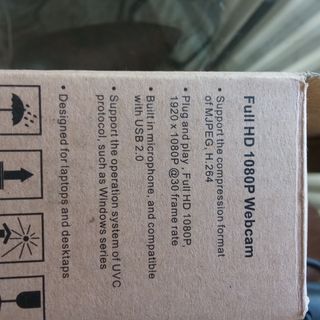 Full HD 1080P Webcam
• Support the compression format
of MJPEG, H.264
• Plug and play ,Full HD 1080P,
1920 x 1080P @30 frame rate
• Built in microphone, and compatible
with USB 2.0
• Support the operation system of UVC
protocol, such as Windows series
• Designed for laptops and desktaps